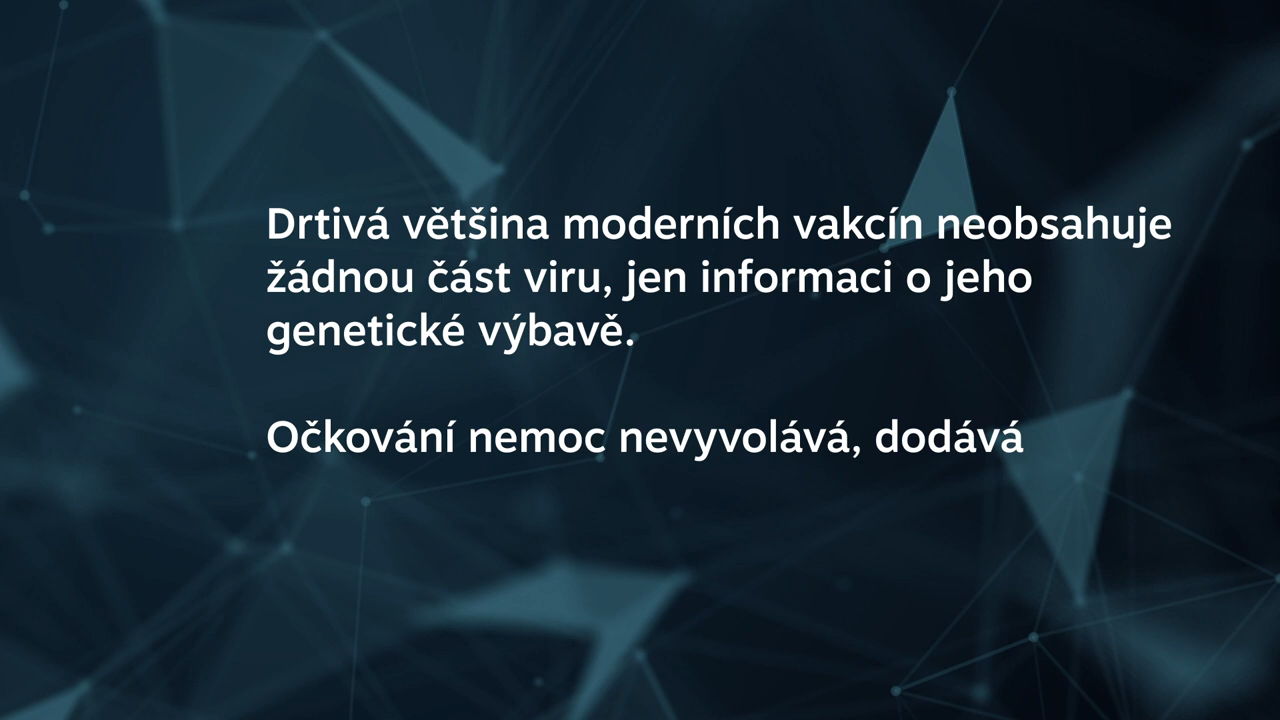 Drtivá většina moderních vakcín neobsahuje
žádnou část viru, jen informaci o jeho
genetické výbavě.
Očkování nemoc nevyvolává, dodává